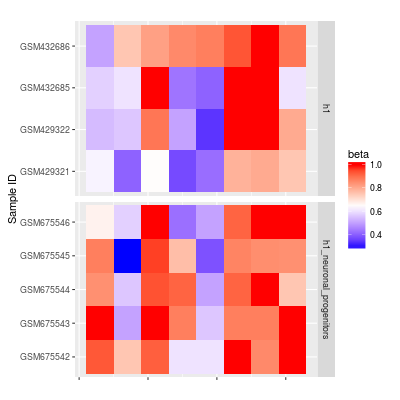 GSM432686
GSM432685
GSM429322
GSM429321
h1
GSM675546
GSM675545
GSM675544
GSM675543
GSM675542
h1_neuronal_progenitors
Sample ID
beta
1.0
0.8
0.6
0.4